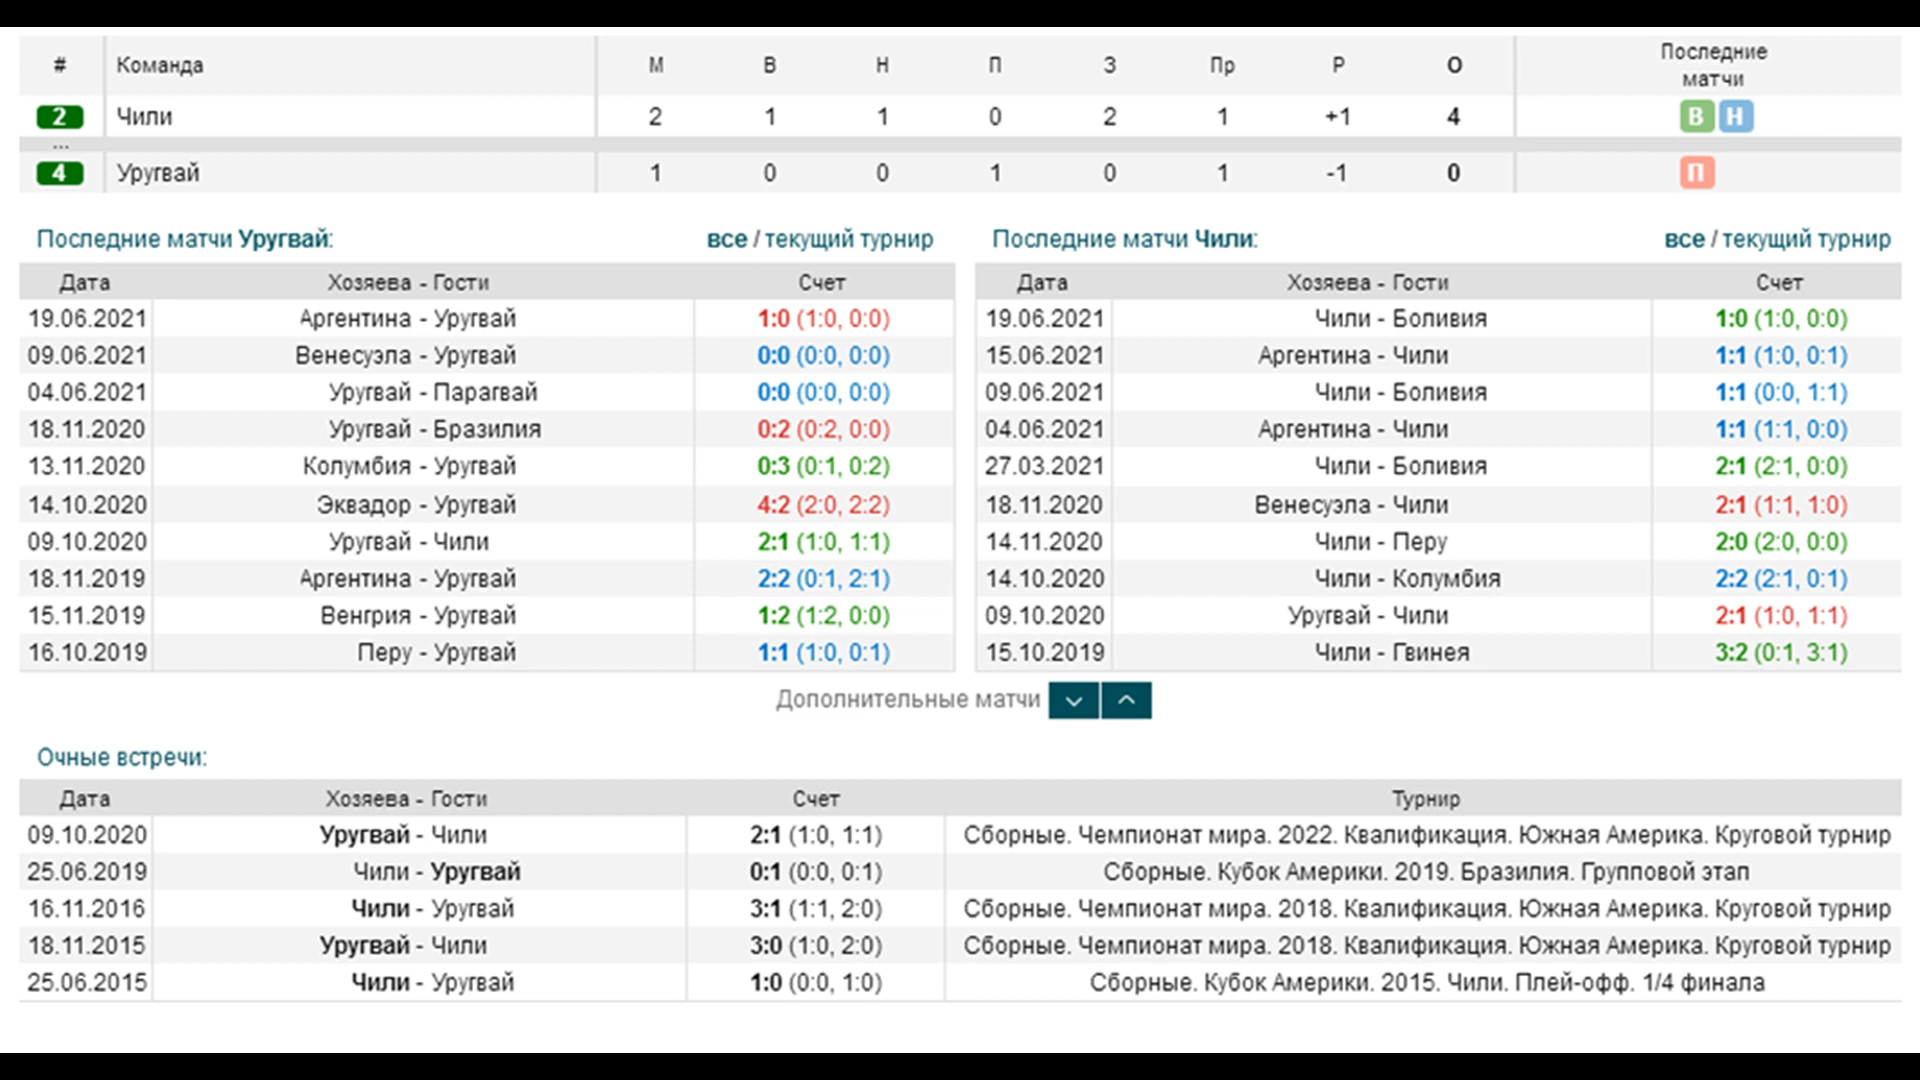 # Команда М В Н П З Пр Р О Последние матчи
2 Чили 2 1 1 0 2 1 +1 4 В Н
...
4 Уругвай 1 0 0 1 0 1 -1 0 П
Последние матчи Уругвай: все / текущий турнир
Дата Хозяева - Гости Счет
19.06.2021 Аргентина - Уругвай 1:0 (1:0, 0:0)
09.06.2021 Венесуэла - Уругвай 0:0 (0:0, 0:0)
04.06.2021 Уругвай - Парагвай 0:0 (0:0, 0:0)
18.11.2020 Уругвай - Бразилия 0:2 (0:2, 0:0)
13.11.2020 Колумбия - Уругвай 0:3 (0:1, 0:2)
14.10.2020 Эквадор - Уругвай 4:2 (2:0, 2:2)
09.10.2020 Уругвай - Чили 2:1 (1:0, 1:1)
18.11.2019 Аргентина - Уругвай 2:2 (0:1, 2:1)
15.11.2019 Венгрия - Уругвай 1:2 (1:2, 0:0)
16.10.2019 Перу - Уругвай 1:1 (1:0, 0:1)
Последние матчи Чили: все / текущий турнир
Дата Хозяева - Гости Счет
19.06.2021 Чили - Боливия 1:0 (1:0, 0:0)
15.06.2021 Аргентина - Чили 1:1 (1:0, 0:1)
09.06.2021 Чили - Боливия 1:1 (0:0, 1:1)
04.06.2021 Аргентина - Чили 1:1 (1:1, 0:0)
27.03.2021 Чили - Боливия 2:1 (2:1, 0:0)
18.11.2020 Венесуэла - Чили 2:1 (1:1, 1:0)
14.11.2020 Чили - Перу 2:0 (2:0, 0:0)
14.10.2020 Чили - Колумбия 2:2 (2:1, 0:1)
09.10.2020 Уругвай - Чили 2:1 (1:0, 1:1)
15.10.2019 Чили - Гвинея 3:2 (0:1, 3:1)
Дополнительные матчи
Очные встречи:
Дата Хозяева - Гости Счет Турнир
09.10.2020 Уругвай - Чили 2:1 (1:0, 1:1) Сборные. Чемпионат мира. 2022. Квалификация. Южная Америка. Круговой турнир
25.06.2019 Чили - Уругвай 0:1 (0:0, 0:1) Сборные. Кубок Америки. 2019. Бразилия. Групповой этап
16.11.2016 Чили - Уругвай 3:1 (1:1, 2:0) Сборные. Чемпионат мира. 2018. Квалификация. Южная Америка. Круговой турнир
18.11.2015 Уругвай - Чили 3:0 (1:0, 2:0) Сборные. Чемпионат мира. 2018. Квалификация. Южная Америка. Круговой турнир
25.06.2015 Чили - Уругвай 1:0 (0:0, 1:0) Сборные. Кубок Америки. 2015. Чили. Плей-офф. 1/4 финала